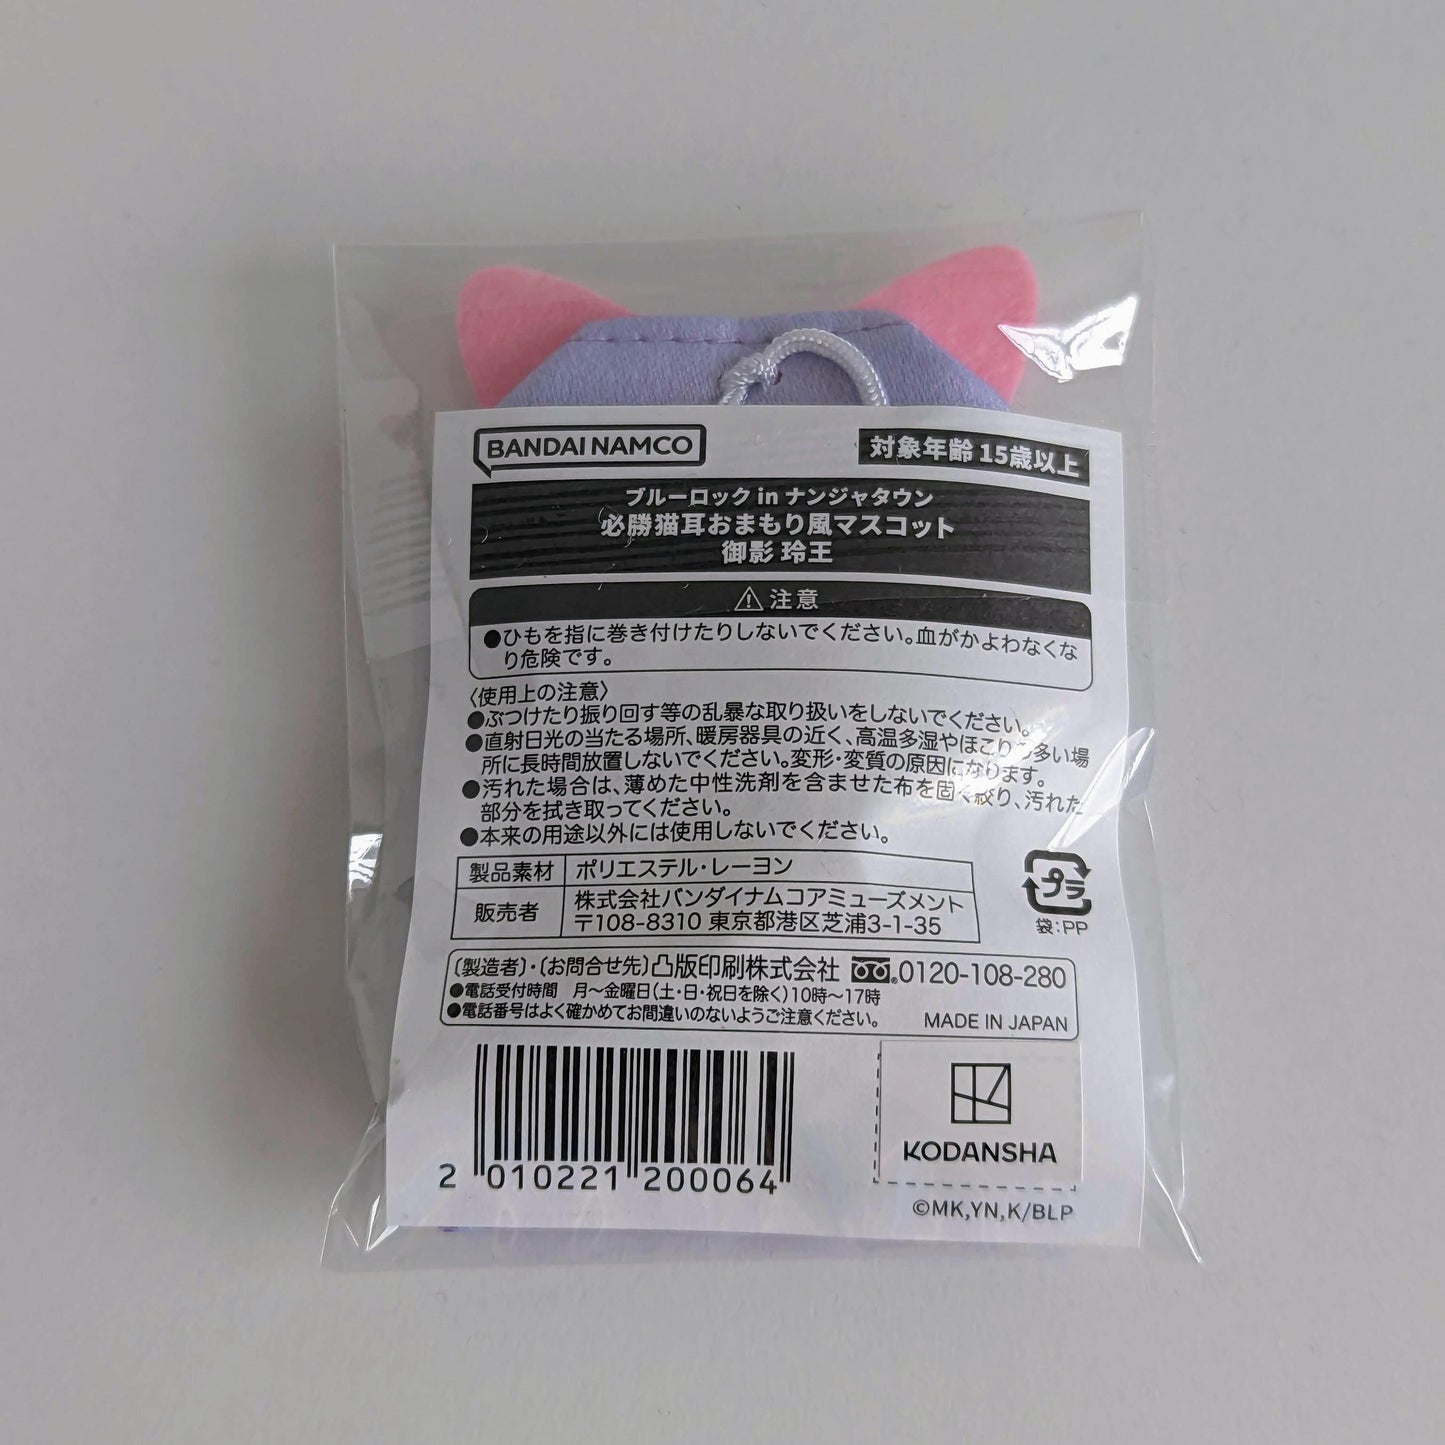 BANDAI NAMCO
対象年齢 15歳以上
ブルーロック in ナンジャタウン
必勝猫耳おまもり風マスコット
御影 玲王
⚠ 注意
●ひもを指に巻き付けたりしないでください。血がかよわなくな
り危険です。
〈使用上の注意〉
●ぶつけたり振り回す等の乱暴な取り扱いをしないでください。
●直射日光の当たる場所、暖房器具の近く、高温多湿やほこりの多い場
所に長時間放置しないでください。変形・変質の原因になります。
●汚れた場合は、薄めた中性洗剤を含ませた布を固く絞り、汚れた
部分を拭き取ってください。
●本来の用途以外には使用しないでください。
製品素材 ポリエステル・レーヨン
販売者 株式会社バンダイナムコアミューズメント
〒108-8310 東京都港区芝浦3-1-35
プラ
袋:PP
〔製造者〕・〔お問合せ先〕凸版印刷株式会社 0120-108-280
●電話受付時間 月〜金曜日(土・日・祝日を除く)10時〜17時
●電話番号はよく確かめてお間違いのないようご注意ください。
MADE IN JAPAN
2 010221 200064
KODANSHA
©MK,YN,K/BLP